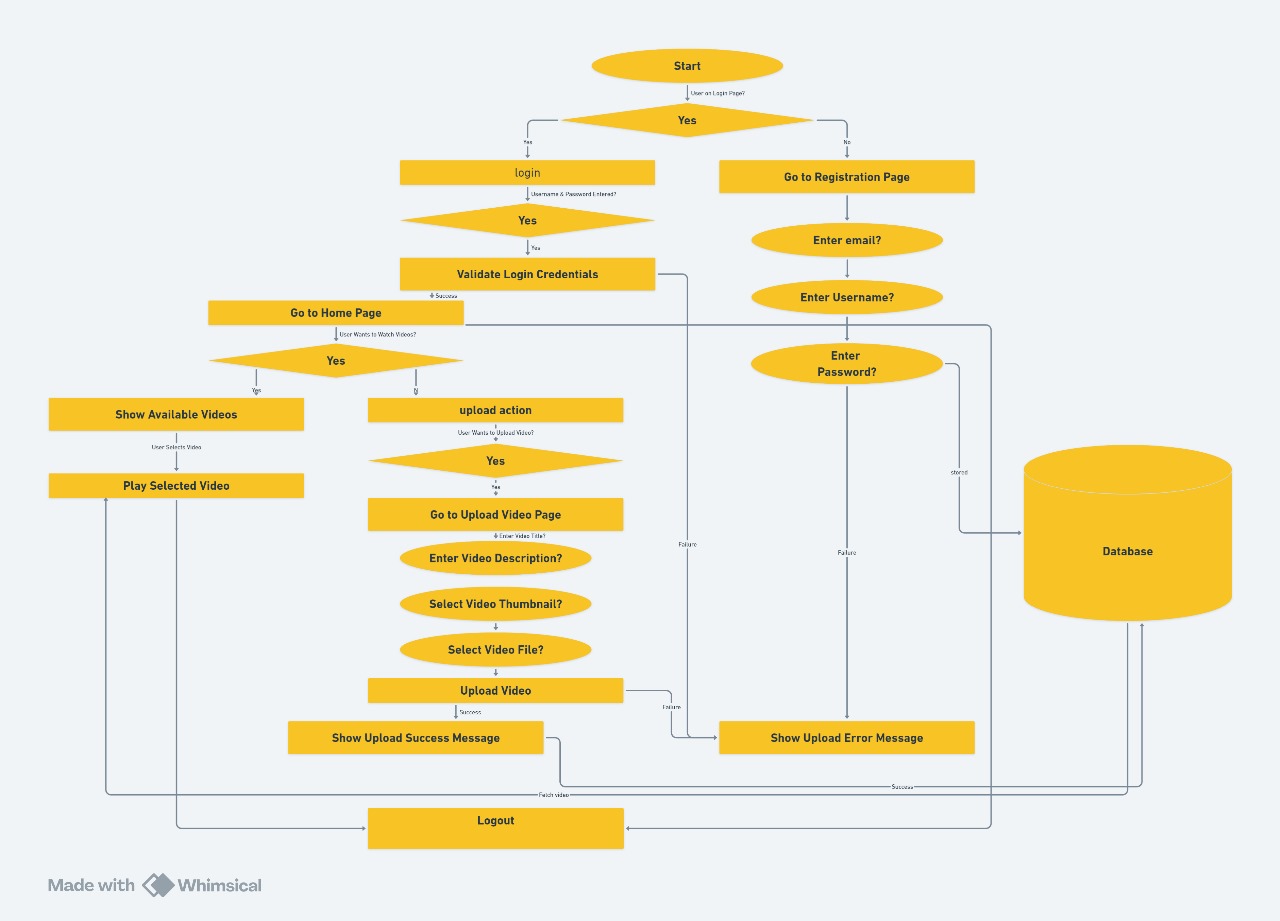 Start
User on Login Page?
Yes
Yes
No
login
Go to Registration Page
Username & Password Entered?
Yes
Enter email?
Yes
Validate Login Credentials
Success
Enter Username?
Go to Home Page
User Wants to Watch Videos?
Yes
Enter
Password?
Yes
N
Show Available Videos
upload action
User Wants to Upload Video?
User Selects Video
Yes
stored
Play Selected Video
Yes
Go to Upload Video Page
Enter Video Title?
Failure
Failure
Database
Enter Video Description?
Select Video Thumbnail?
Select Video File?
Upload Video
Failure
Success
Show Upload Success Message
Show Upload Error Message
Success
Fetch video
Logout
Made with Whimsical